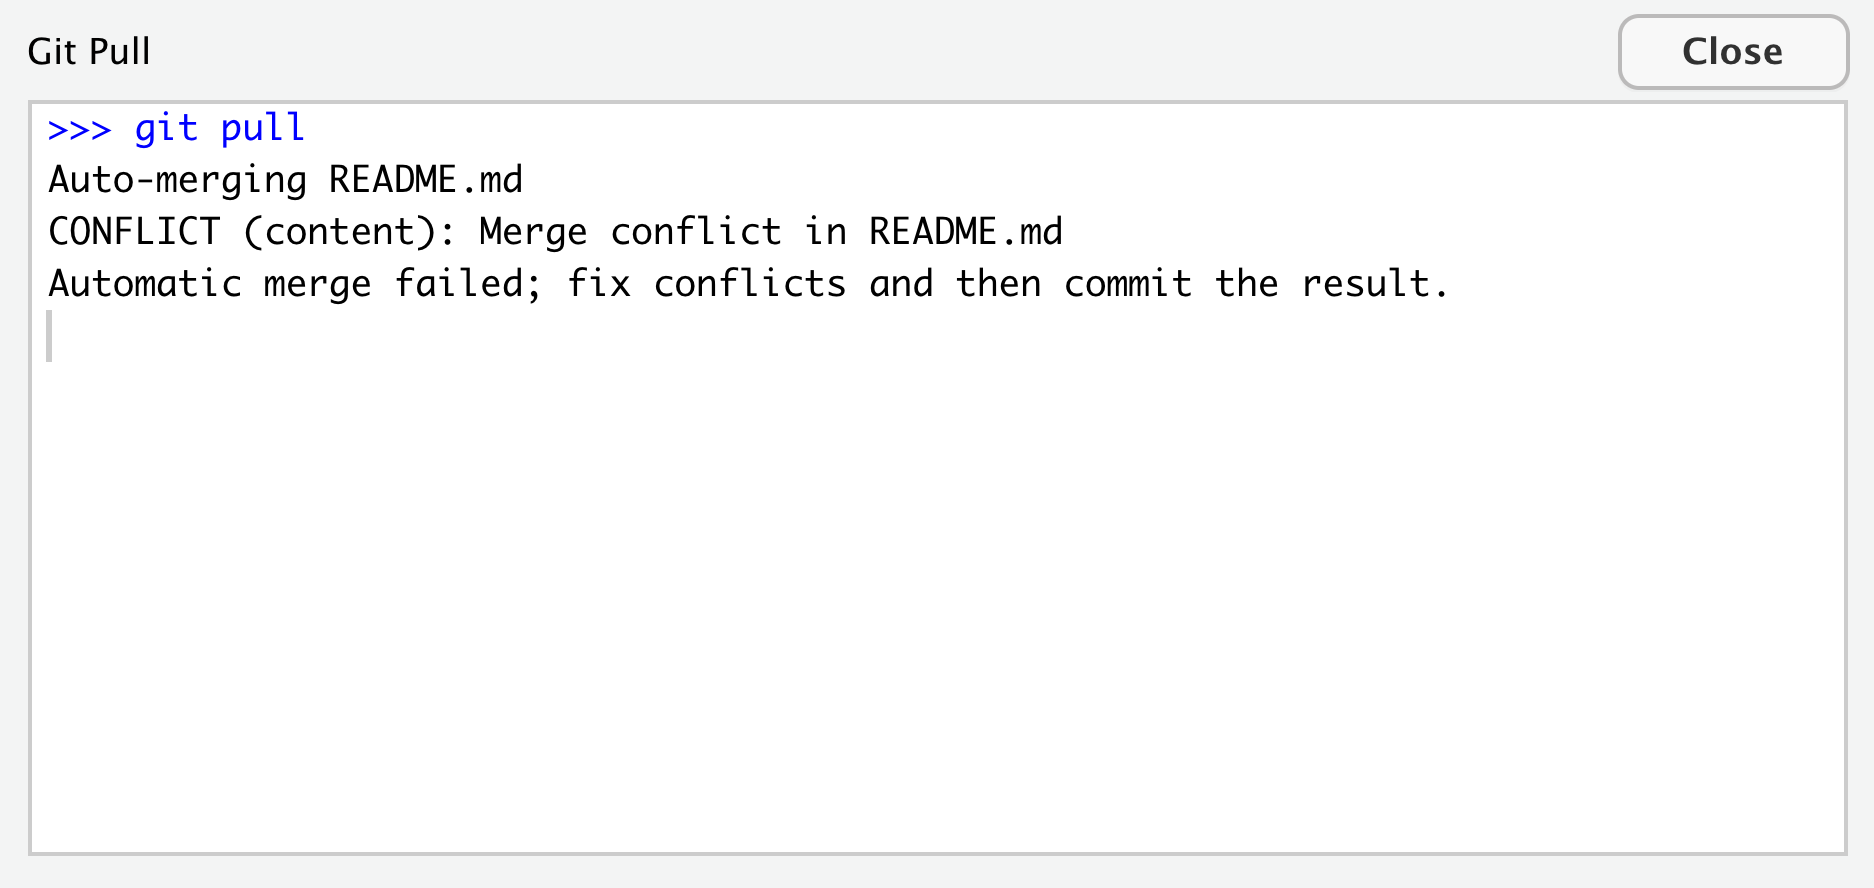 Git Pull
Close
>>> git pull
Auto-merging README.md
CONFLICT (content): Merge conflict in README.md
Automatic merge failed; fix conflicts and then commit the result.